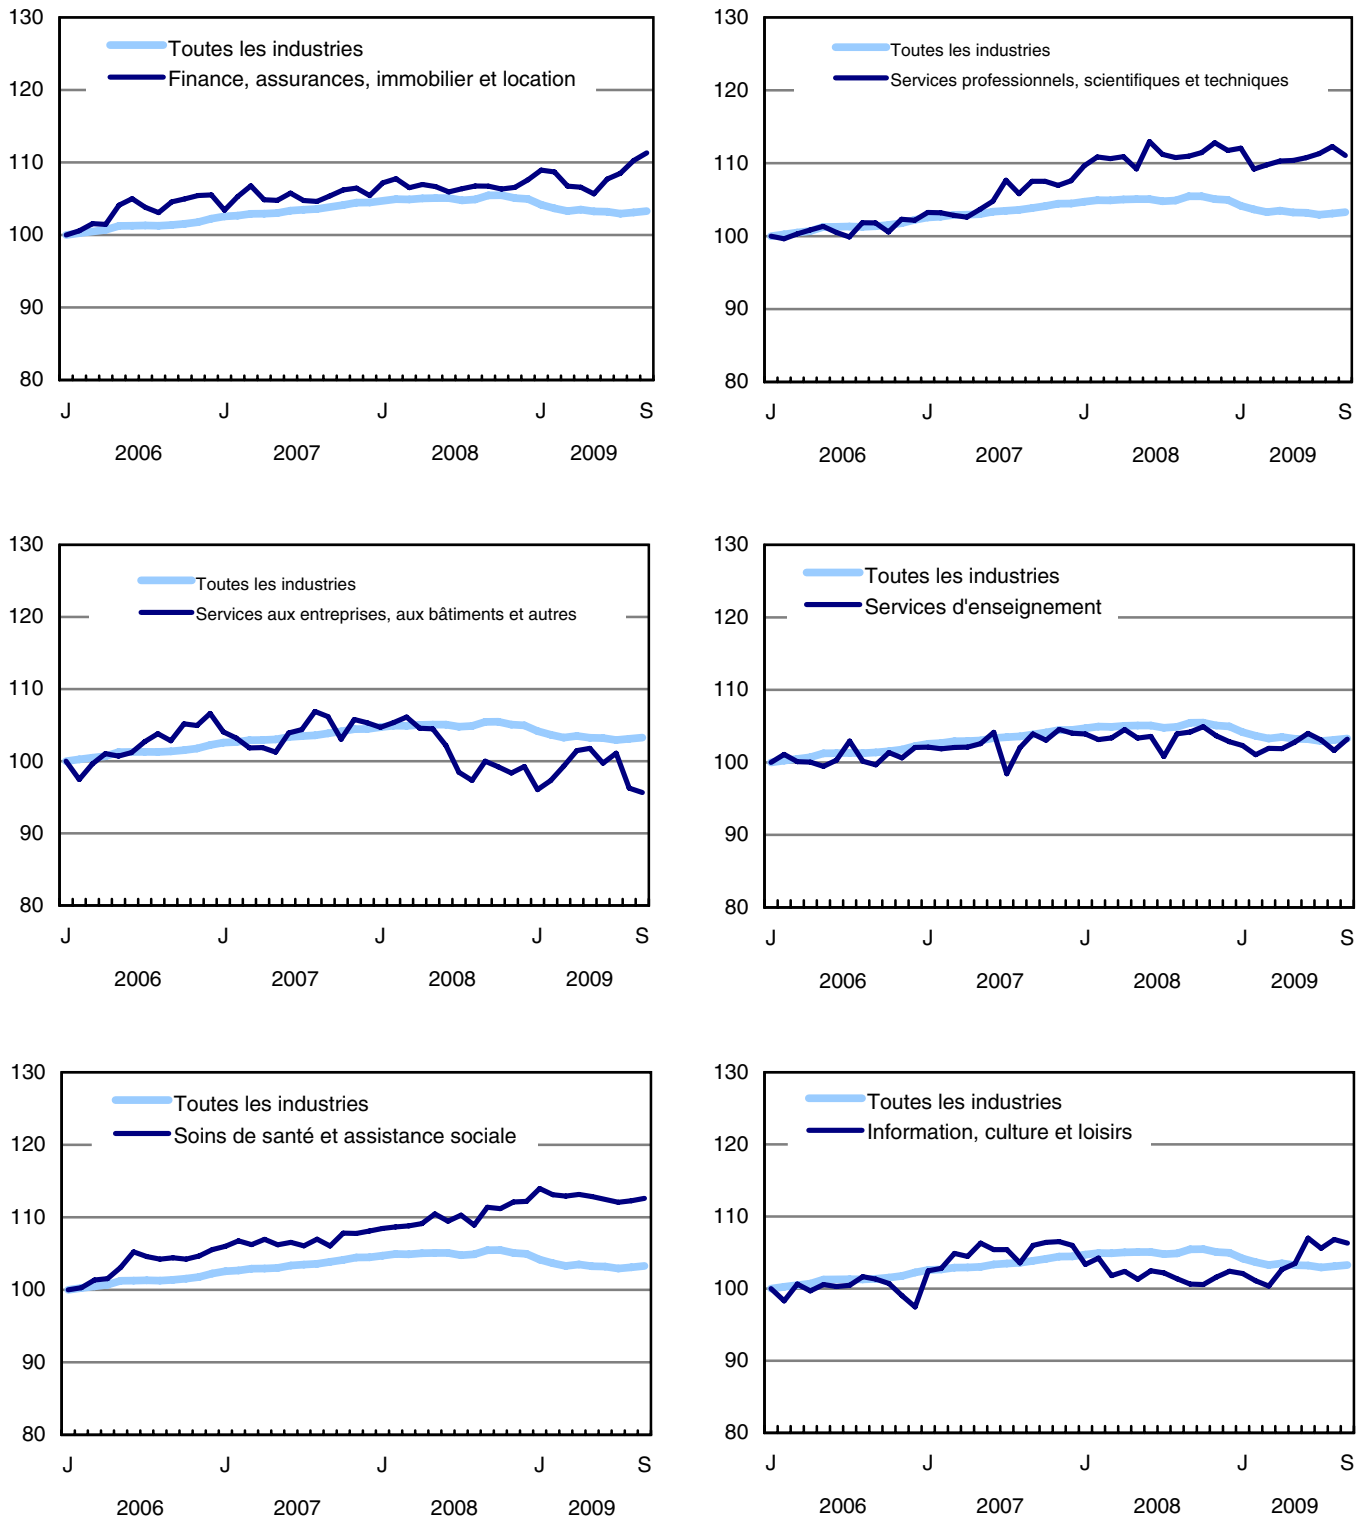 130
Toutes les industries
Finance, assurances, immobilier et location
120
110
100
90
80
J J J J S
2006 2007 2008 2009
130
Toutes les industries
Services professionnels, scientifiques et techniques
120
110
100
90
80
J J J J S
2006 2007 2008 2009
130
Toutes les industries
Services aux entreprises, aux bâtiments et autres
120
110
100
90
80
J J J J S
2006 2007 2008 2009
130
Toutes les industries
Services d'enseignement
120
110
100
90
80
J J J J S
2006 2007 2008 2009
130
Toutes les industries
Soins de santé et assistance sociale
120
110
100
90
80
J J J J S
2006 2007 2008 2009
130
Toutes les industries
Information, culture et loisirs
120
110
100
90
80
J J J J S
2006 2007 2008 2009